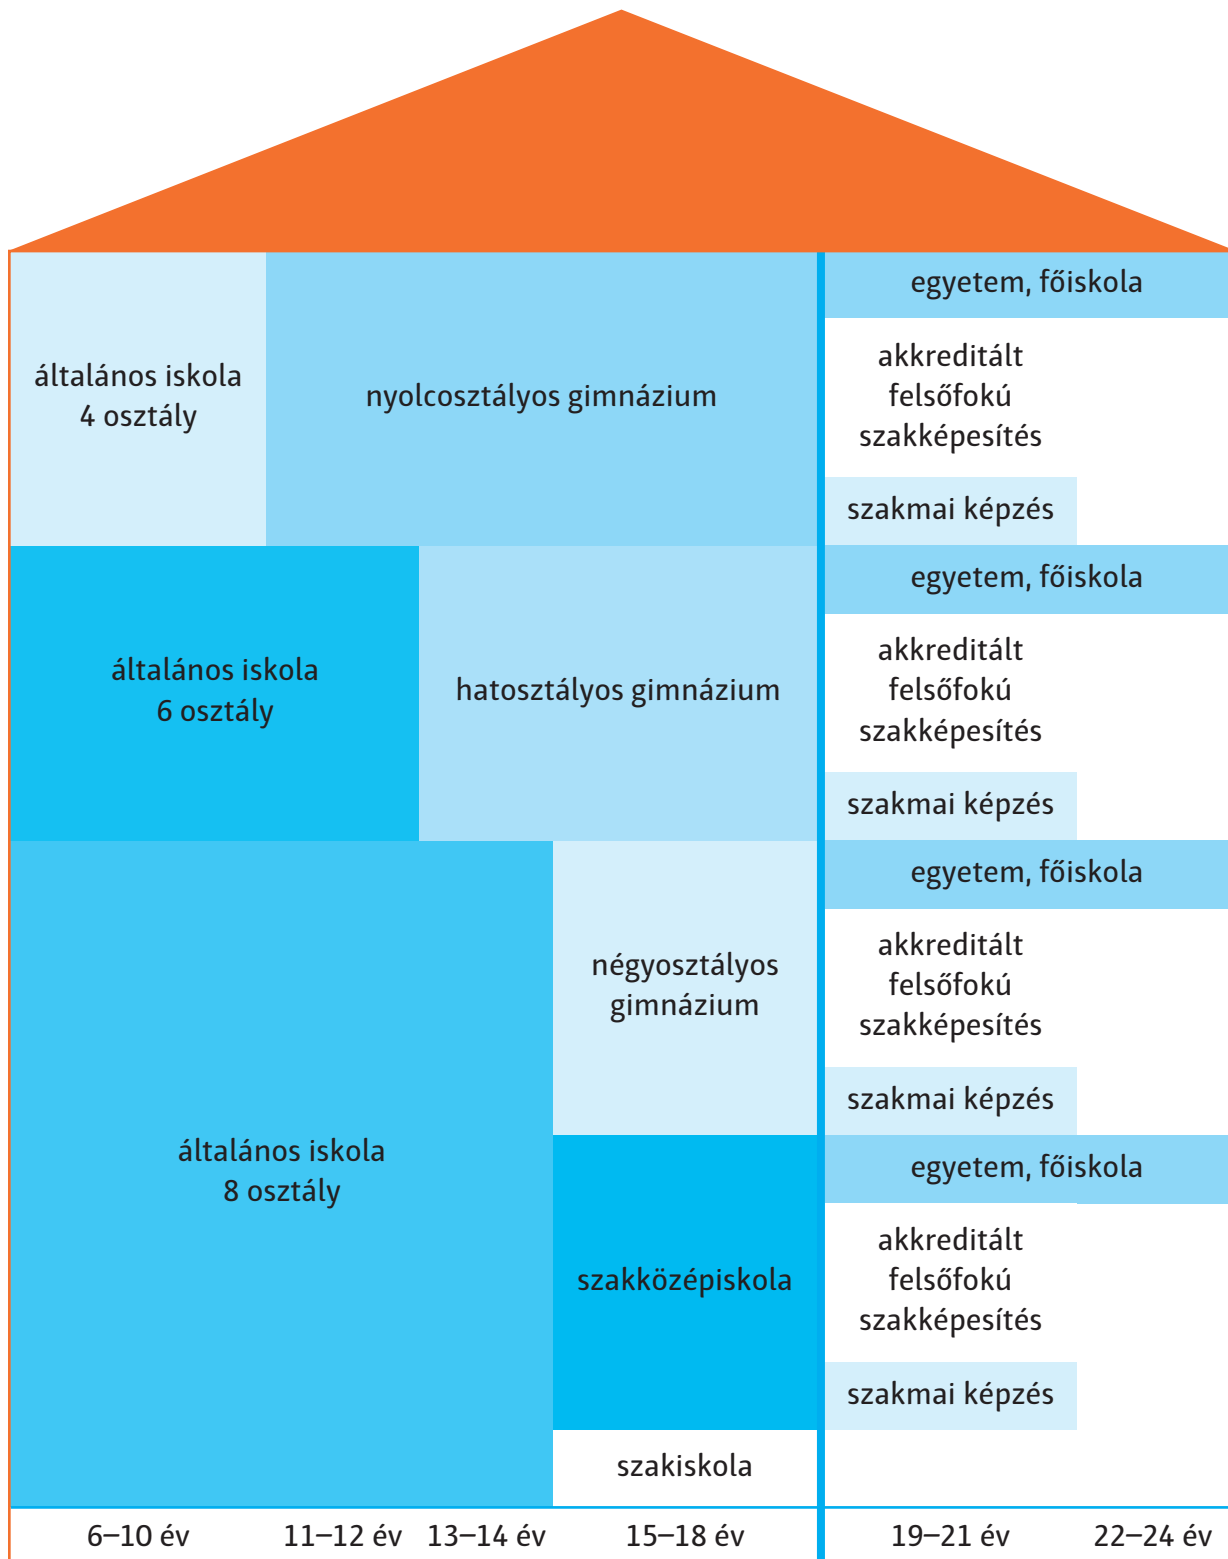 általános iskola
4 osztály
nyolcosztályos gimnázium
egyetem, főiskola
akkreditált
felsőfokú
szakképesítés
szakmai képzés
általános iskola
6 osztály
hatosztályos gimnázium
egyetem, főiskola
akkreditált
felsőfokú
szakképesítés
szakmai képzés
általános iskola
8 osztály
négyosztályos
gimnázium
egyetem, főiskola
akkreditált
felsőfokú
szakképesítés
szakmai képzés
szakközépiskola
egyetem, főiskola
akkreditált
felsőfokú
szakképesítés
szakmai képzés
szakiskola
6–10 év 11–12 év 13–14 év 15–18 év 19–21 év 22–24 év